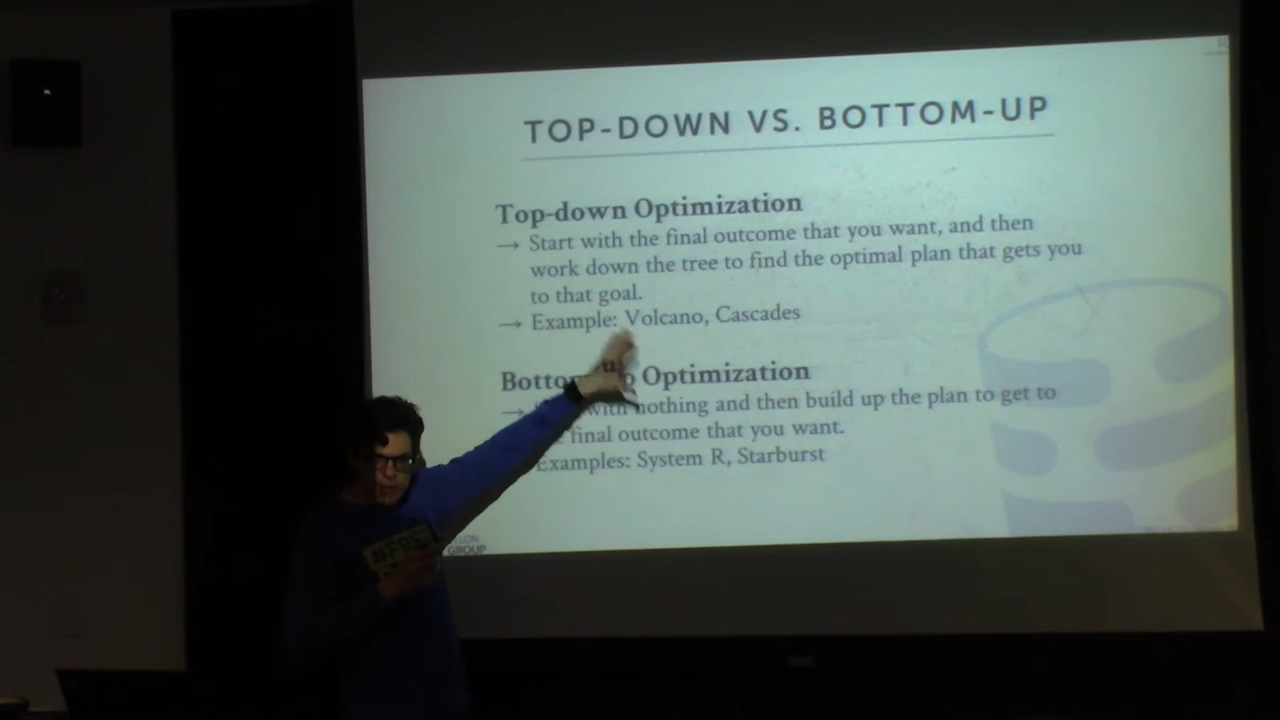 TOP-DOWN VS. BOTTOM-UP
Top-down Optimization
→ Start with the final outcome that you want, and then
work down the tree to find the optimal plan that gets you
to that goal.
→ Example: Volcano, Cascades
Optimization
→ with nothing and then build up the plan to get to
final outcome that you want.
Examples: System R, Starburst
GROUP